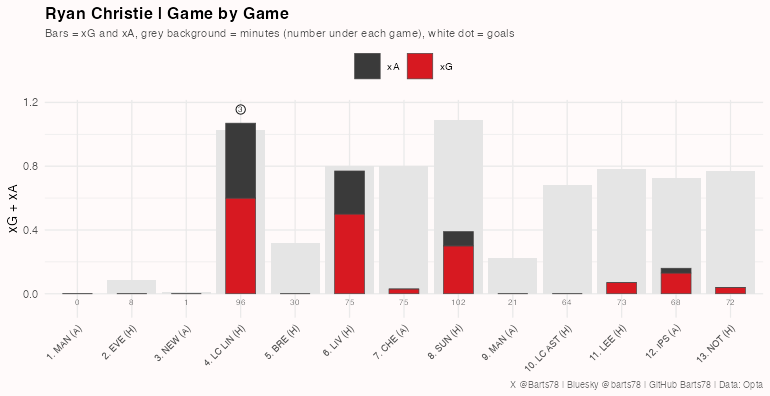 Ryan Christie | Game by Game
Bars = xG and xA, grey background = minutes (number under each game), white dot = goals
xA xG
1.2
0.8
0.4
0.0
xG + xA
3
0 8 1 96 30 75 75 102 21 64 73 68 72
1. MAN (A)
2. EVE (H)
3. NEW (A)
4. LC LIN (H)
5. BRE (H)
6. LIV (H)
7. CHE (A)
8. SUN (H)
9. MAN (A)
10. LC AST (H)
11. LEE (H)
12. IPS (A)
13. NOT (H)
X @Barts78 | Bluesky @barts78 | GitHub Barts78 | Data: Opta